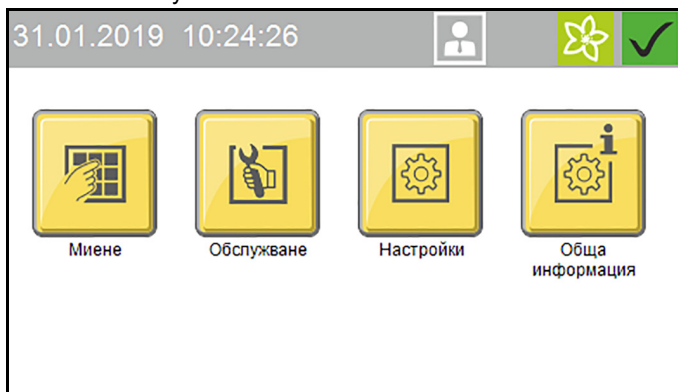 31.01.2019 10:24:26
Миене
Обслужване
Настройки
Обща
информация